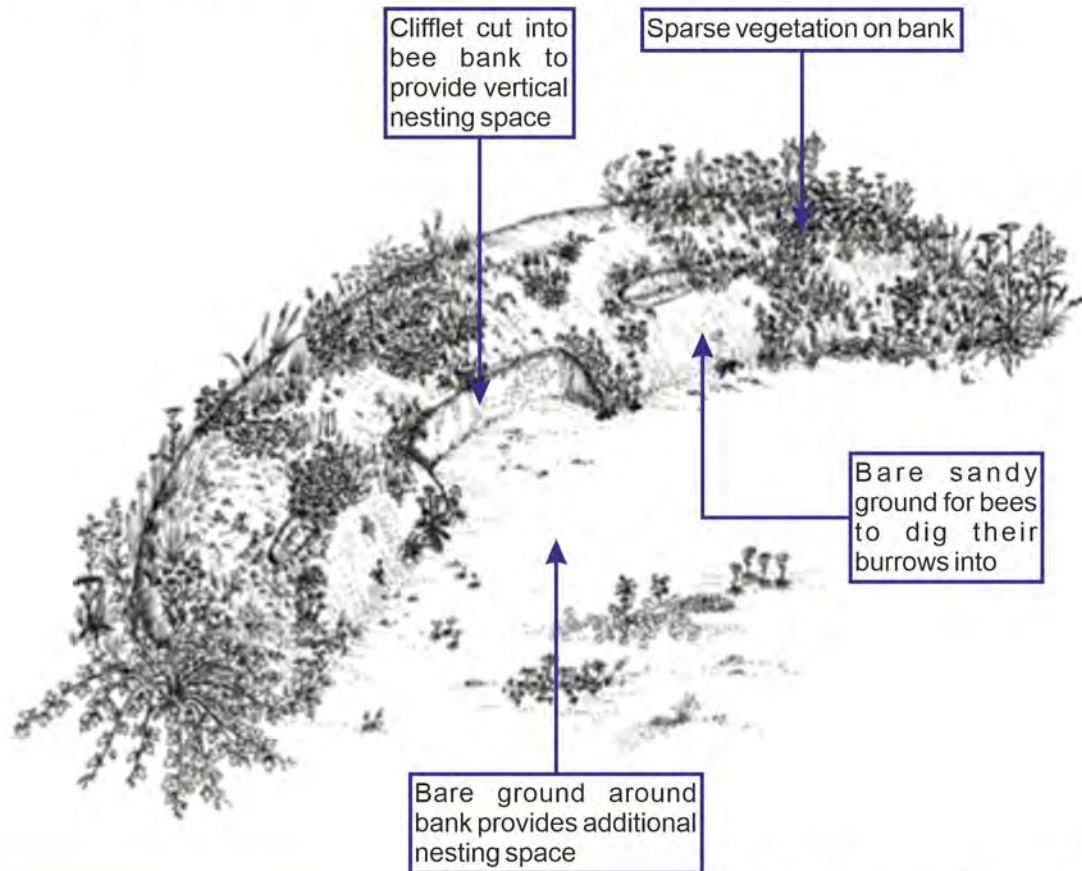 Clifflet cut into
bee bank to
provide vertical
nesting space
Sparse vegetation on bank
Bare sandy
ground for bees
to dig their
burrows into
Bare ground around
bank provides additional
nesting space